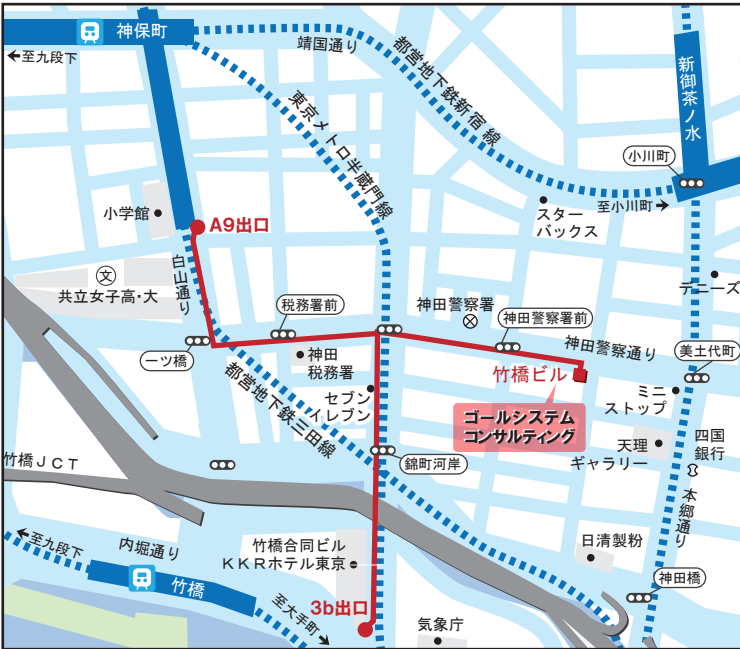 神保町
←至九段下
靖国通り
都営地下鉄新宿線
新御茶ノ水
東京メトロ半蔵門線
小川町
至小川町→
スター
バックス
小学館
A9出口
白山通り
文
共立女子高・大
デニーズ
税務署前
神田警察署
神田警察署前
神田警察通り
一ツ橋
美土代町
神田
税務署
竹橋ビル
都営地下鉄三田線
セブン
イレブン
ミニ
ストップ
ゴールシステム
コンサルティング
天理
ギャラリー
四国
銀行
竹橋JCT
錦町河岸
本郷通り
←至九段下
内堀通り
竹橋合同ビル
KKRホテル東京
日清製粉
竹橋
神田橋
至大手町→
3b出口
気象庁